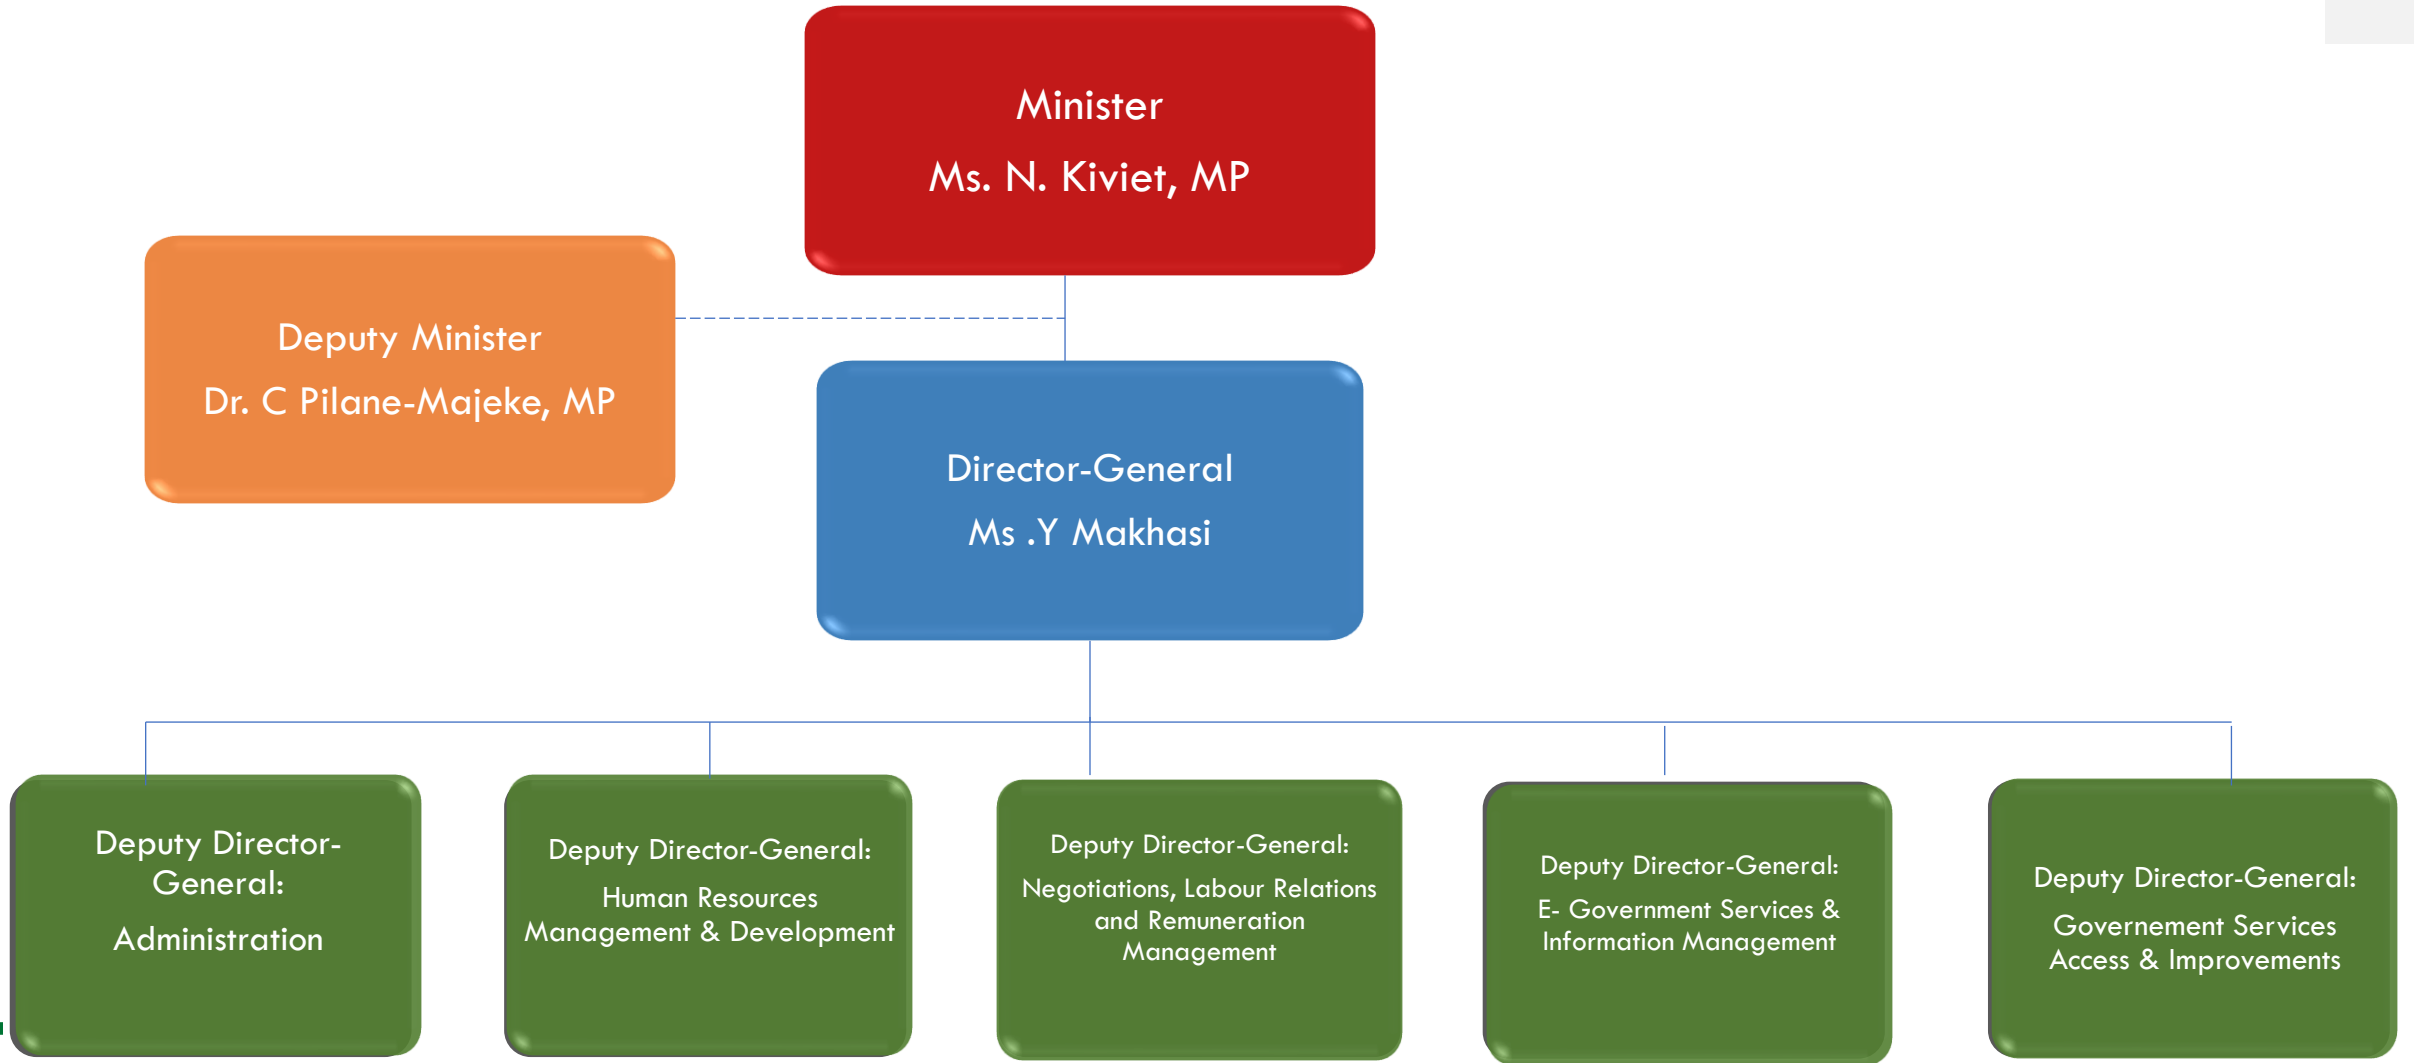 Minister
Ms. N. Kiviet, MP
Deputy Minister
Dr. C Pilane-Majeke, MP
Director-General
Ms .Y Makhasi
Deputy Director-
General:
Administration
Deputy Director-General:
Human Resources
Management & Development
Deputy Director-General:
Negotiations, Labour Relations
and Remuneration
Management
Deputy Director-General:
E- Government Services &
Information Management
Deputy Director-General:
Governement Services
Access & Improvements